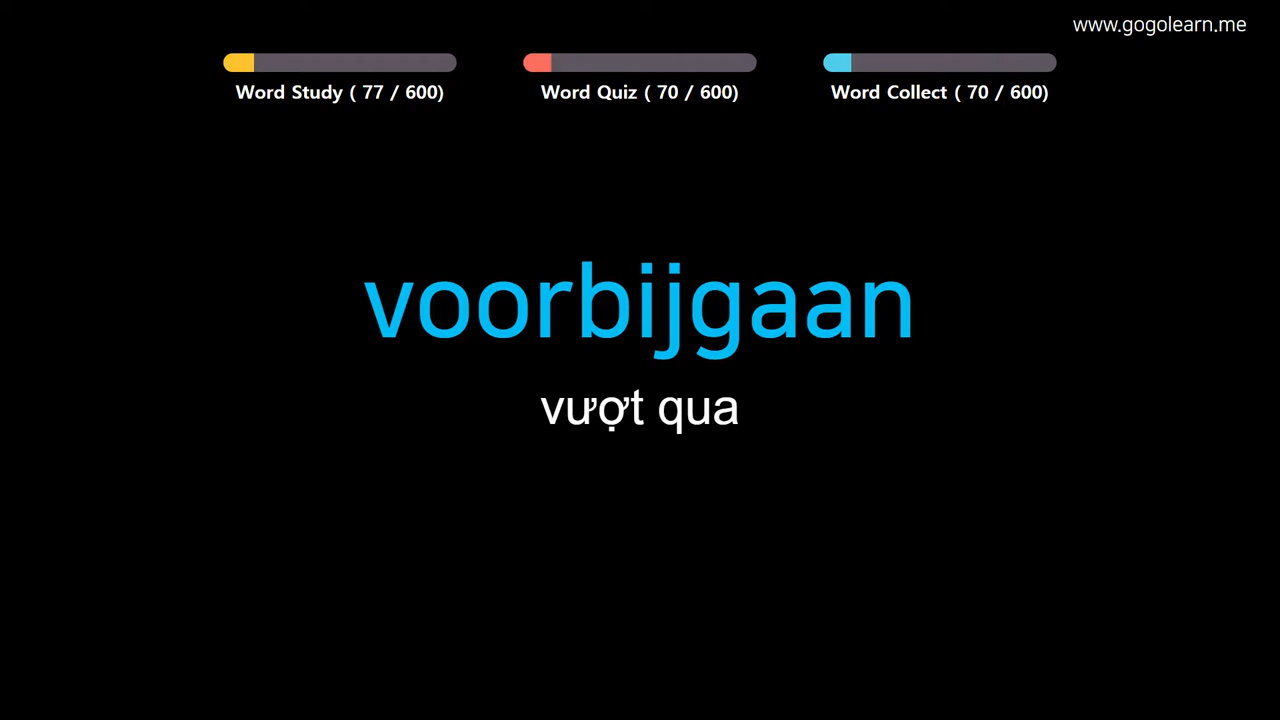 www.gogolearn.me
Word Study ( 77 / 600)
Word Quiz ( 70 / 600)
Word Collect ( 70 / 600)
voorbijgaan
vượt qua